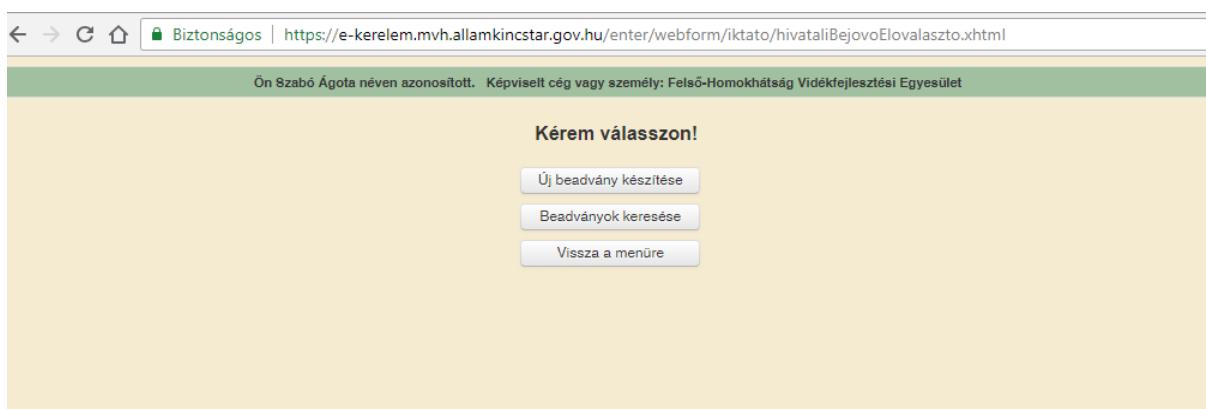 Biztonságos | https://e-kerelem.mvh.allamkincstar.gov.hu/enter/webform/iktato/hivataliBejovoElovalaszto.xhtml
Ön Szabó Ágota néven azonosított. Képviselt cég vagy személy: Felső-Homokhátság Vidékfejlesztési Egyesület
Kérem válasszon!
Új beadvány készítése
Beadványok keresése
Vissza a menüre